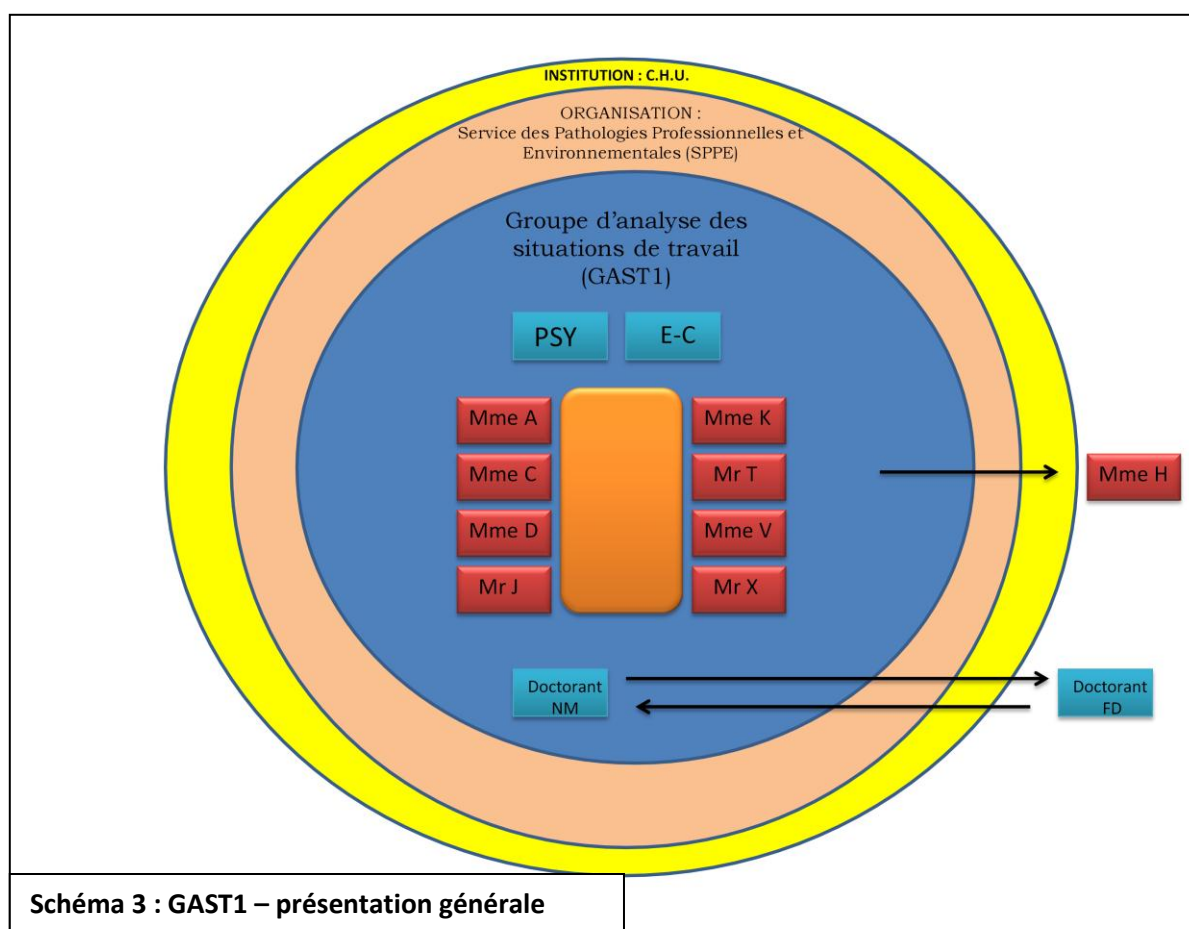 INSTITUTION : C.H.U.
ORGANISATION :
Service des Pathologies Professionnelles et
Environnementales (SPPE)
Groupe d'analyse des
situations de travail
(GAST1)
PSY
E-C
Mme A
Mme K
Mme C
Mr T
Mme H
Mme D
Mme V
Mr J
Mr X
Doctorant
NM
Doctorant
FD
Schéma 3 : GAST1 – présentation générale